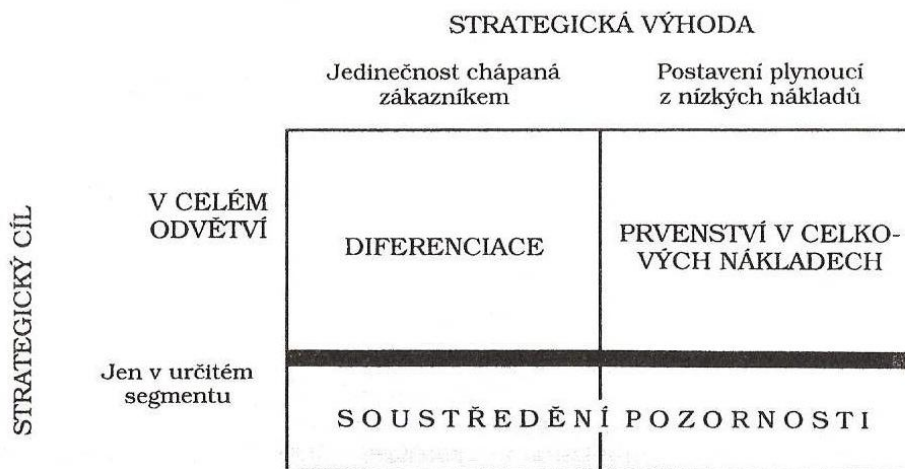 STRATEGICKÁ VÝHODA
Jedinečnost chápaná
zákazníkem
Postavení plynoucí
z nízkých nákladů
STRATEGICKÝ CÍL
V CELÉM
ODVĚTVÍ
DIFERENCIACE
PRVENSTVÍ V CELKO-
VÝCH NÁKLADECH
Jen v určitém
segmentu
SOUSTŘEDĚNÍ POZORNOSTI